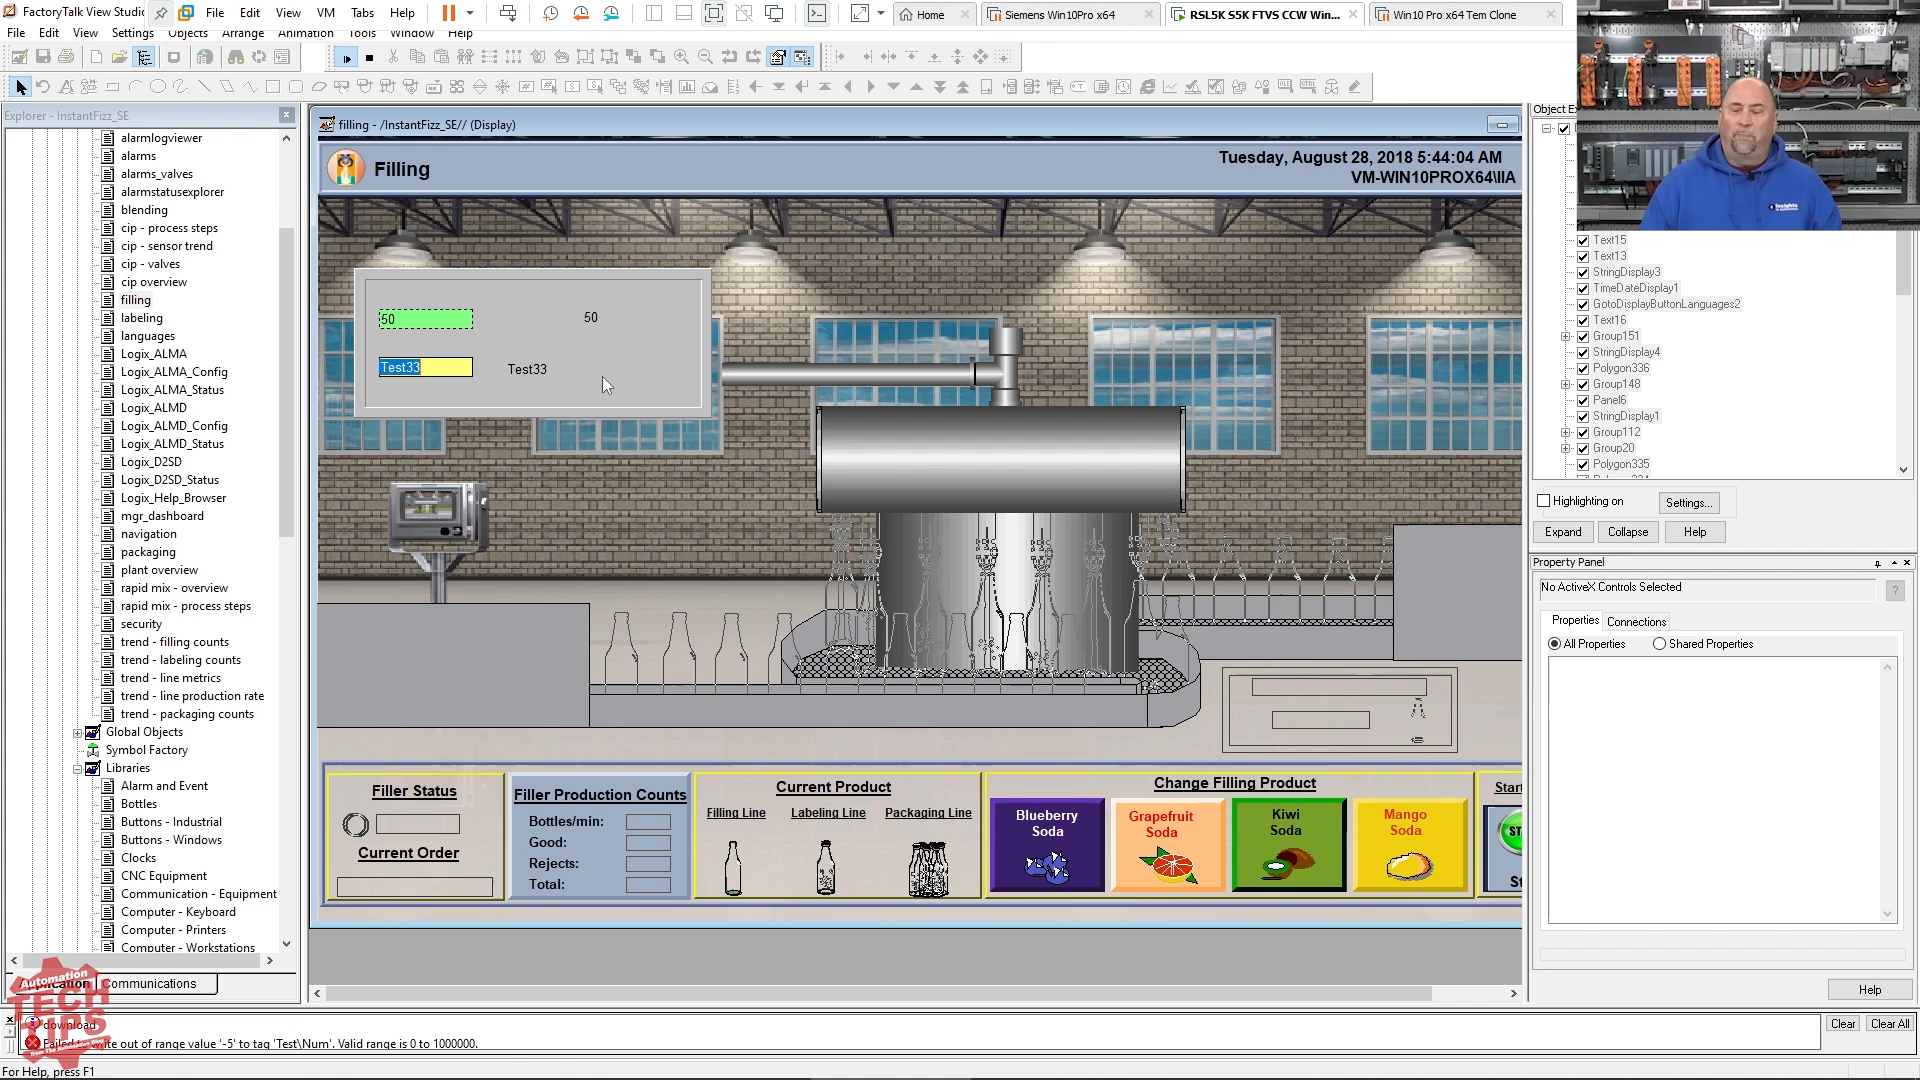 FactoryTalk View Studi
File Edit View VM Tabs Help
Home
Siemens Win10Pro x64
RSL5K S5K FTVS CCW Win...
Win10 Pro x64 Tem Clone
File Edit View Settings Objects Arrange Animation Tools Window Help
Explorer - InstantFizz_SE
alarmlogviewer
alarms
alarms_valves
alarmstatusexplorer
blending
cip - process steps
cip - sensor trend
cip - valves
cip overview
filling
labeling
languages
Logix_ALMA
Logix_ALMA_Config
Logix_ALMA_Status
Logix_ALMD
Logix_ALMD_Config
Logix_ALMD_Status
Logix_D2SD
Logix_D2SD_Status
Logix_Help_Browser
mgr_dashboard
navigation
packaging
plant overview
rapid mix - overview
rapid mix - process steps
security
trend - filling counts
trend - labeling counts
trend - line metrics
trend - line production rate
trend - packaging counts
Global Objects
Symbol Factory
Libraries
Alarm and Event
Bottles
Buttons - Industrial
Buttons - Windows
Clocks
CNC Equipment
Communication - Equipment
Computer - Keyboard
Computer - Printers
Computer - Workstations
Application
Communications
filling - /InstantFizz_SE// (Display)
Filling
Tuesday, August 28, 2018 5:44:04 AM
VM-WIN10PROX64\IIA
50
50
Test33
Test33
Filler Status
Current Order
Filler Production Counts
Bottles/min:
Good:
Rejects:
Total:
Current Product
Filling Line
Labeling Line
Packaging Line
Change Filling Product
Blueberry
Soda
Grapefruit
Soda
Kiwi
Soda
Mango
Soda
Start
ST
St
Object Ex
Text15
Text13
StringDisplay3
TimeDateDisplay1
GotoDisplayButtonLanguages2
Text16
Group151
StringDisplay4
Polygon336
Group148
Panel6
StringDisplay1
Group112
Group20
Polygon335
Highlighting on
Settings...
Expand
Collapse
Help
Property Panel
No ActiveX Controls Selected
?
Properties
Connections
All Properties
Shared Properties
Help
Automation
TECH
TIPS
download
Failed to write out of range value '-5' to tag 'Test\Num'. Valid range is 0 to 1000000.
Clear
Clear All
For Help, press F1